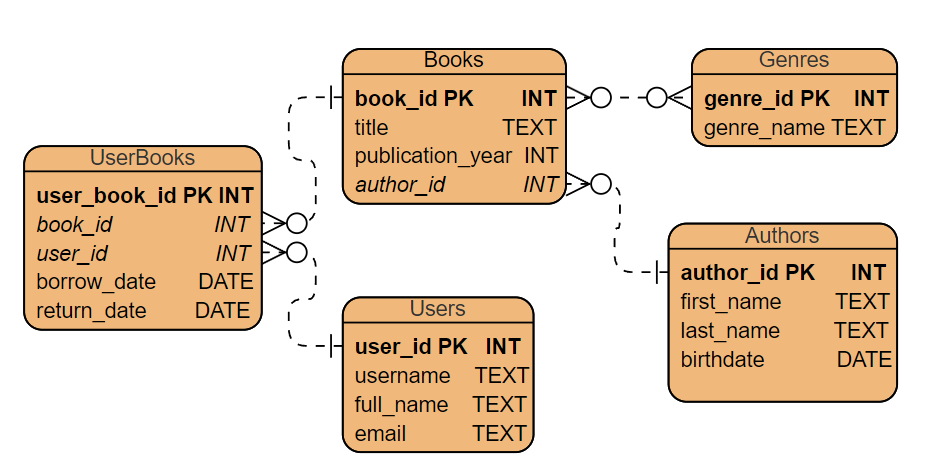 Books
book_id PK INT
title TEXT
publication_year INT
author_id INT
Genres
genre_id PK INT
genre_name TEXT
UserBooks
user_book_id PK INT
book_id INT
user_id INT
borrow_date DATE
return_date DATE
Authors
author_id PK INT
first_name TEXT
last_name TEXT
birthdate DATE
Users
user_id PK INT
username TEXT
full_name TEXT
email TEXT